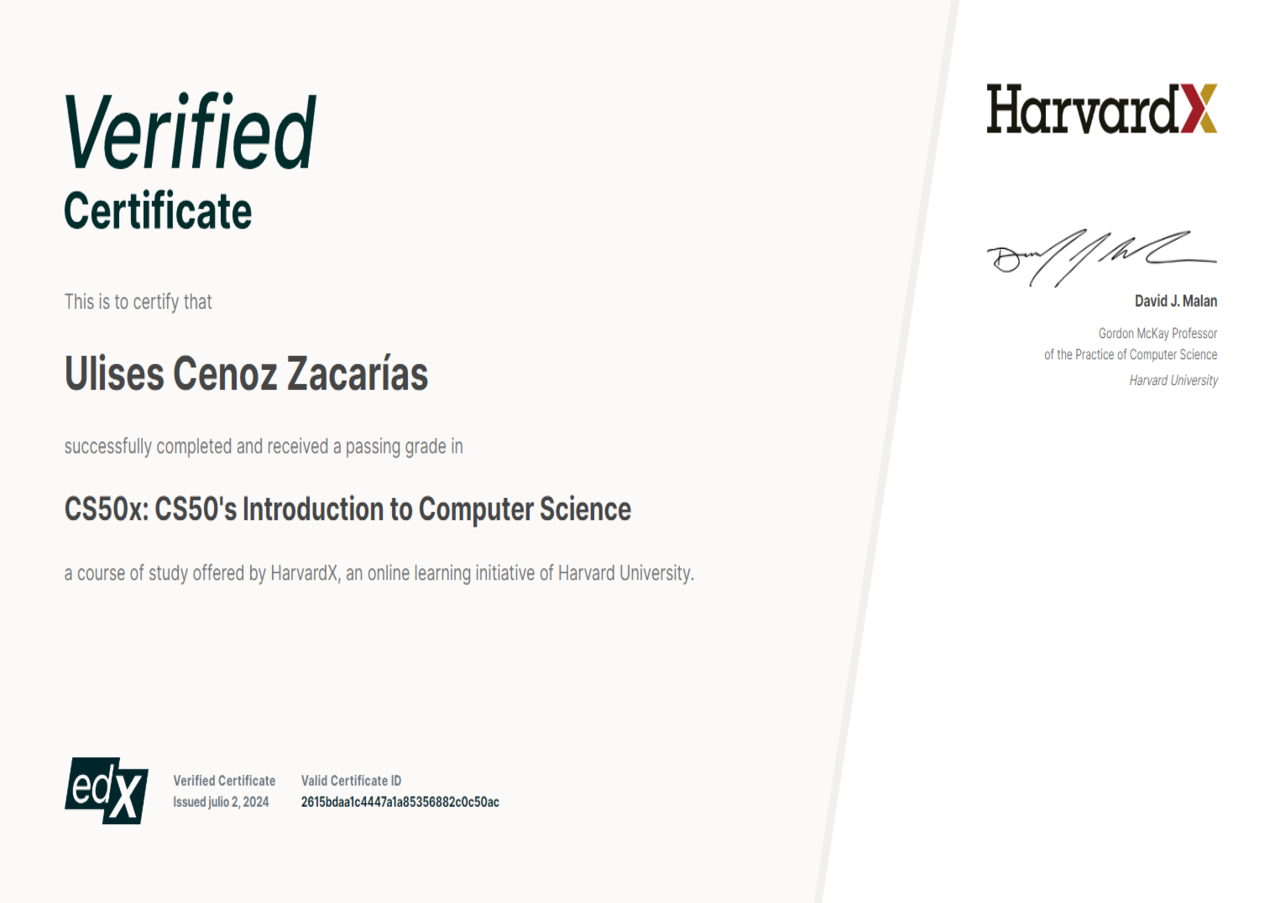 Verified
Certificate
This is to certify that
Ulises Cenoz Zacarías
successfully completed and received a passing grade in
CS50x: CS50's Introduction to Computer Science
a course of study offered by HarvardX, an online learning initiative of Harvard University.
edX
Verified Certificate
Issued julio 2, 2024
Valid Certificate ID
2615bdaa1c4447a1a85356882c0c50ac
HarvardX
David J. Malan
Gordon McKay Professor
of the Practice of Computer Science
Harvard University